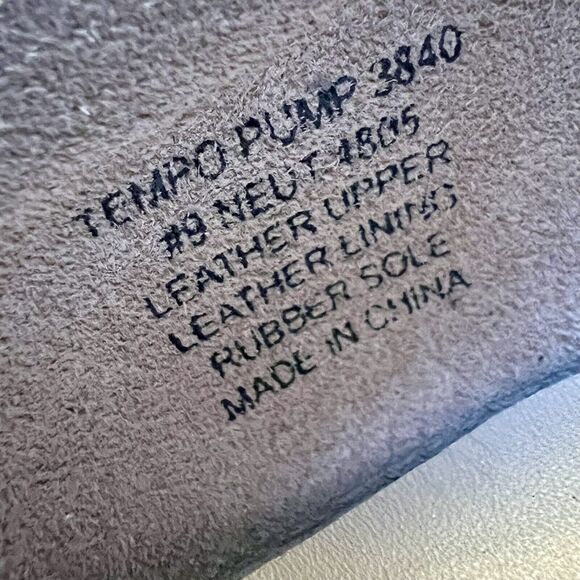 TEMPO PUMP 3840
#9 NEUT 4805
LEATHER UPPER
LEATHER LINING
RUBBER SOLE
MADE IN CHINA